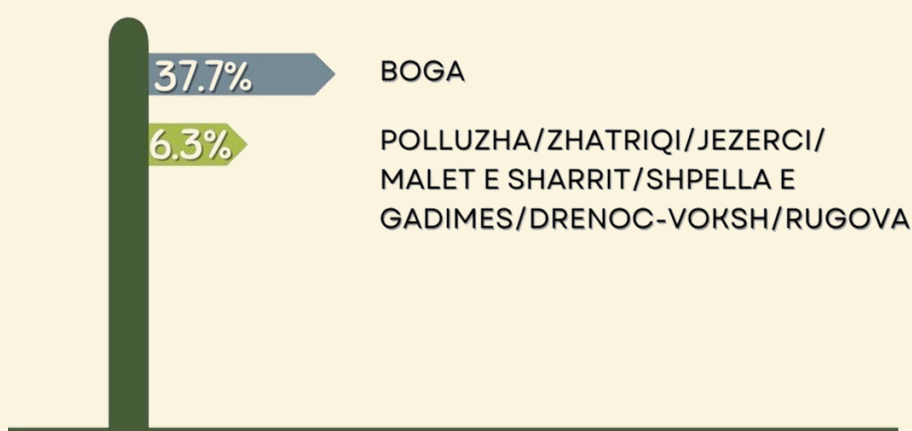 37.7% BOGA
6.3% POLLUZHA/ZHATRIQI/JEZERCI/
MALET E SHARRIT/SHPELLA E
GADIMES/DRENOC-VOKSH/RUGOVA